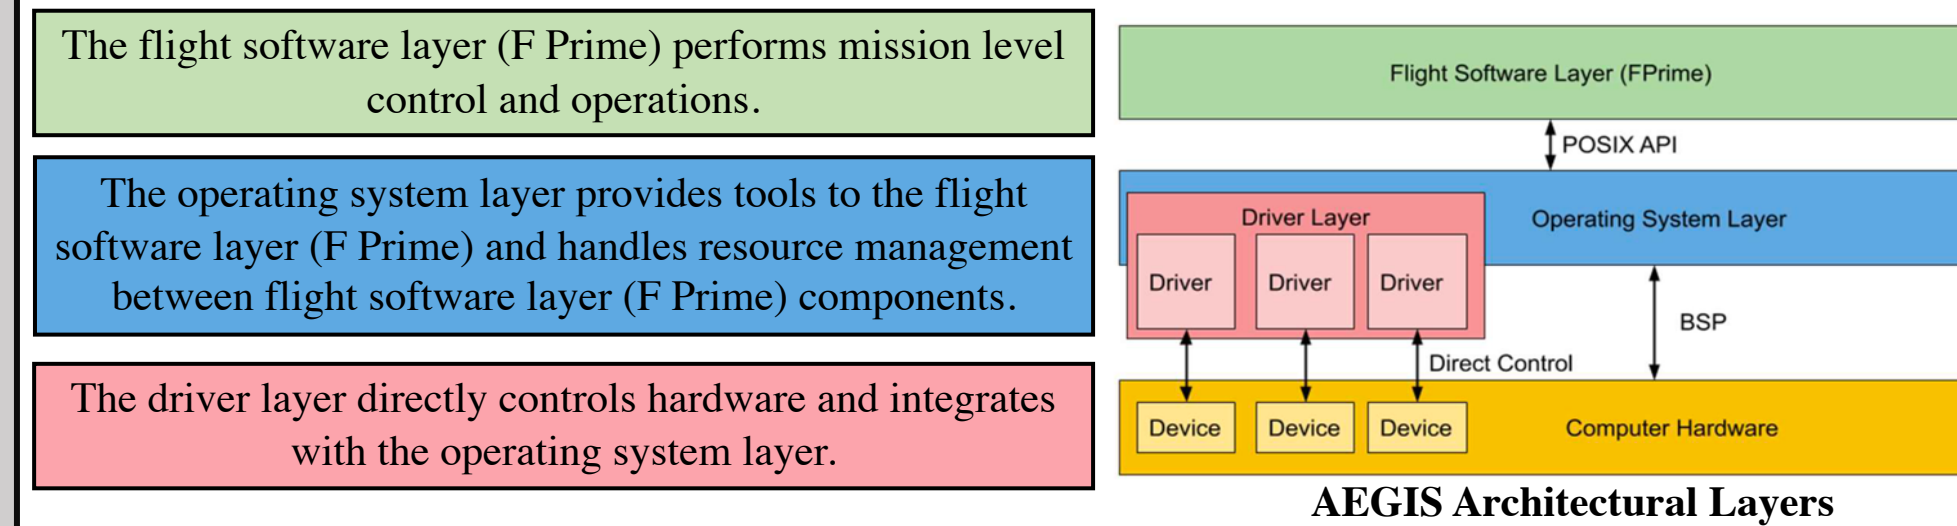 The flight software layer (F Prime) performs mission level
control and operations.
The operating system layer provides tools to the flight
software layer (F Prime) and handles resource management
between flight software layer (F Prime) components.
The driver layer directly controls hardware and integrates
with the operating system layer.
Flight Software Layer (FPrime)
POSIX API
Driver Layer
Operating System Layer
Driver
Driver
Driver
BSP
Direct Control
Device
Device
Device
Computer Hardware
AEGIS Architectural Layers